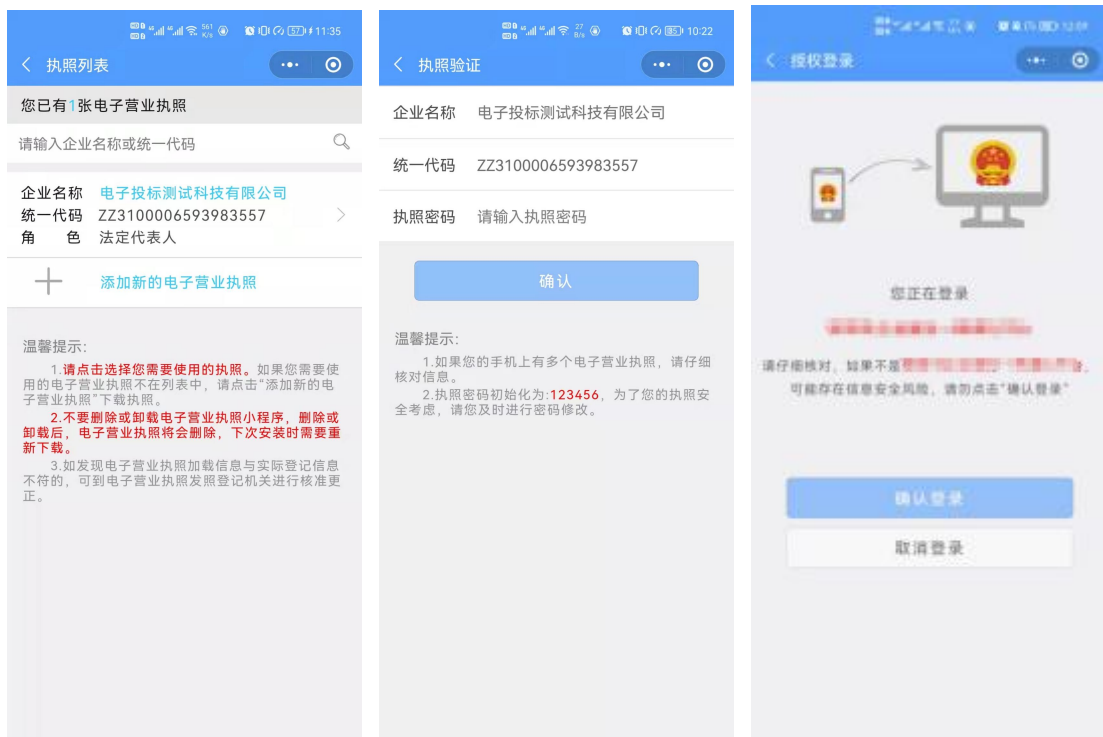 561
K/s
57
11:35
执照列表
您已有1张电子营业执照
请输入企业名称或统一代码
企业名称 电子投标测试科技有限公司
统一代码 ZZ3100006593983557
角 色 法定代表人
添加新的电子营业执照
温馨提示:
1.请点击选择您需要使用的执照。如果您需要使
用的电子营业执照不在列表中，请点击“添加新的电
子营业执照”下载执照。
2.不要删除或卸载电子营业执照小程序，删除或
卸载后，电子营业执照将会删除，下次安装时需要重
新下载。
3.如发现电子营业执照加载信息与实际登记信息
不符的，可到电子营业执照发照登记机关进行核准更
正。
27
B/s
85
10:22
执照验证
企业名称 电子投标测试科技有限公司
统一代码 ZZ3100006593983557
执照密码 请输入执照密码
确认
温馨提示:
1.如果您的手机上有多个电子营业执照，请仔细
核对信息。
2.执照密码初始化为:123456，为了您的执照安
全考虑，请您及时进行密码修改。
授权登录
您正在登录
请仔细核对，如果不是
可能存在信息安全风险，请勿点击“确认登录”
确认登录
取消登录